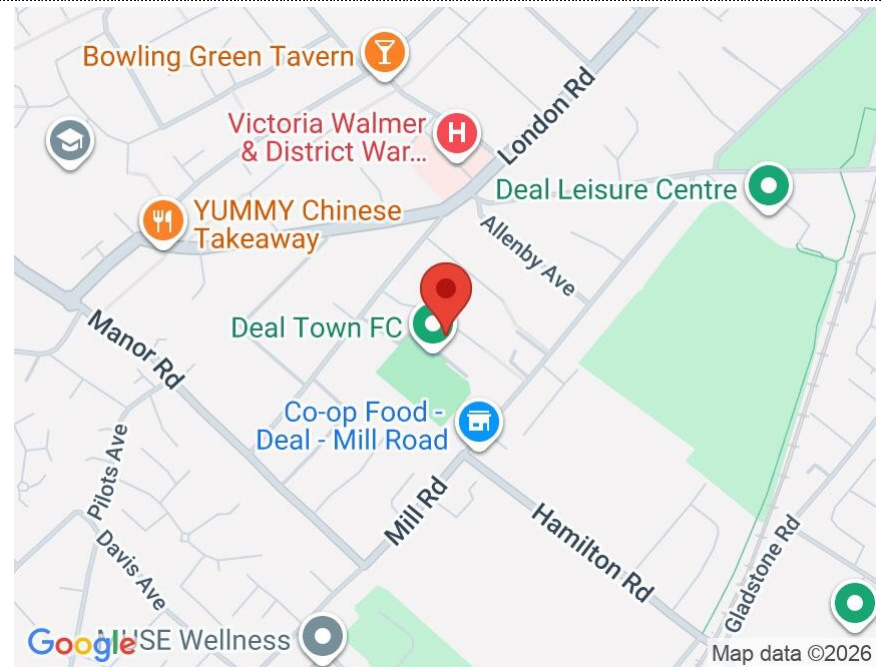 Bowling Green Tavern
Victoria Walmer
& District War...
H
London Rd
Deal Leisure Centre
YUMMY Chinese
Takeaway
Allenby Ave
Manor Rd
Deal Town FC
Co-op Food -
Deal - Mill Road
Pilots Ave
Mill Rd
Hamilton Rd
Davis Ave
Gladstone Rd
MUSE Wellness
Google
Map data ©2026